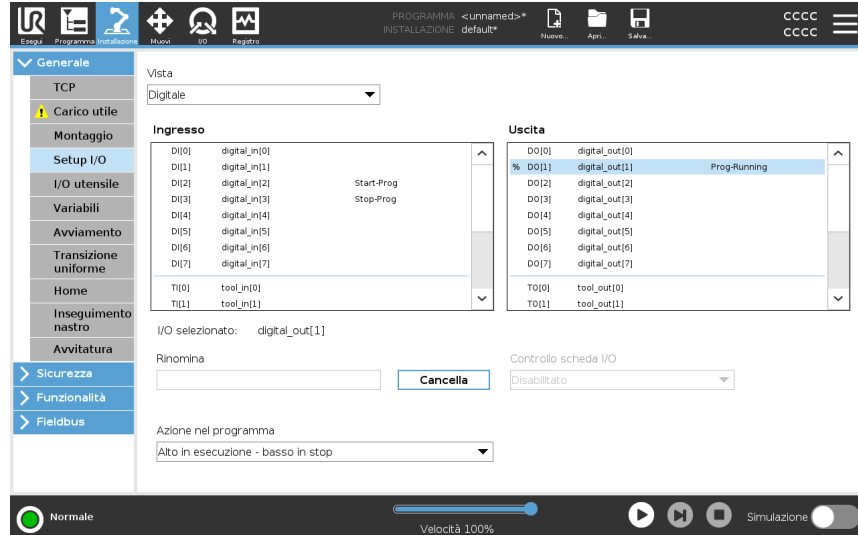 UR
PROGRAMMA <unnamed>*
INSTALLAZIONE default*
Esegui Programma Installazione Muovi I/O Registro
Nuovo... Apri... Salva...
CCCC
CCCC
Generale
TCP
Carico utile
Montaggio
Setup I/O
I/O utensile
Variabili
Avviamento
Transizione
uniforme
Home
Inseguimento
nastro
Avvitatura
Sicurezza
Funzionalità
Fieldbus
Vista
Digitale
Ingresso
DI[0] digital_in[0]
DI[1] digital_in[1]
DI[2] digital_in[2] Start-Prog
DI[3] digital_in[3] Stop-Prog
DI[4] digital_in[4]
DI[5] digital_in[5]
DI[6] digital_in[6]
DI[7] digital_in[7]
TI[0] tool_in[0]
TI[1] tool_in[1]
Uscita
DO[0] digital_out[0]
% DO[1] digital_out[1] Prog-Running
DO[2] digital_out[2]
DO[3] digital_out[3]
DO[4] digital_out[4]
DO[5] digital_out[5]
DO[6] digital_out[6]
DO[7] digital_out[7]
TO[0] tool_out[0]
TO[1] tool_out[1]
I/O selezionato: digital_out[1]
Rinomina
Cancella
Controllo scheda I/O
Disabilitato
Azione nel programma
Alto in esecuzione - basso in stop
Normale
Velocità 100%
Simulazione